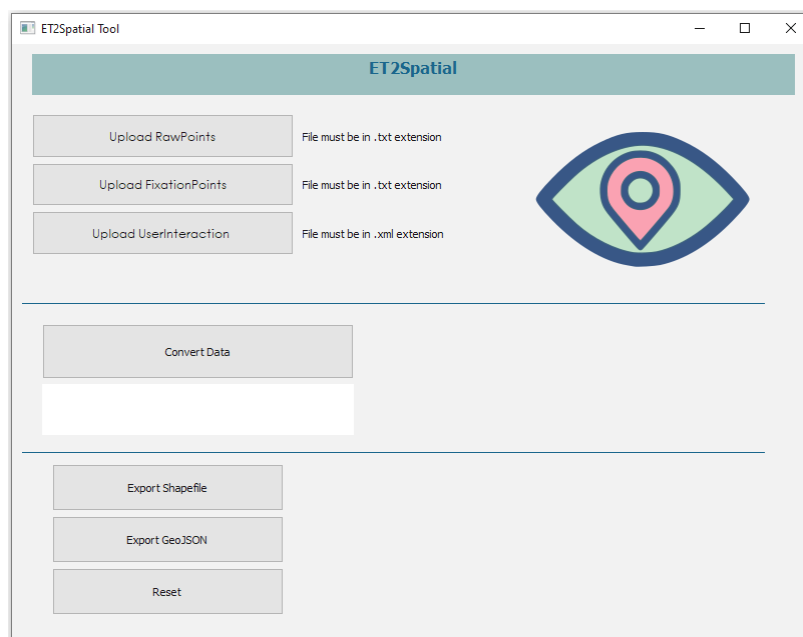 ET2Spatial Tool
ET2Spatial
Upload RawPoints File must be in .txt extension
Upload FixationPoints File must be in .txt extension
Upload UserInteraction File must be in .xml extension
Convert Data
Export Shapefile
Export GeoJSON
Reset